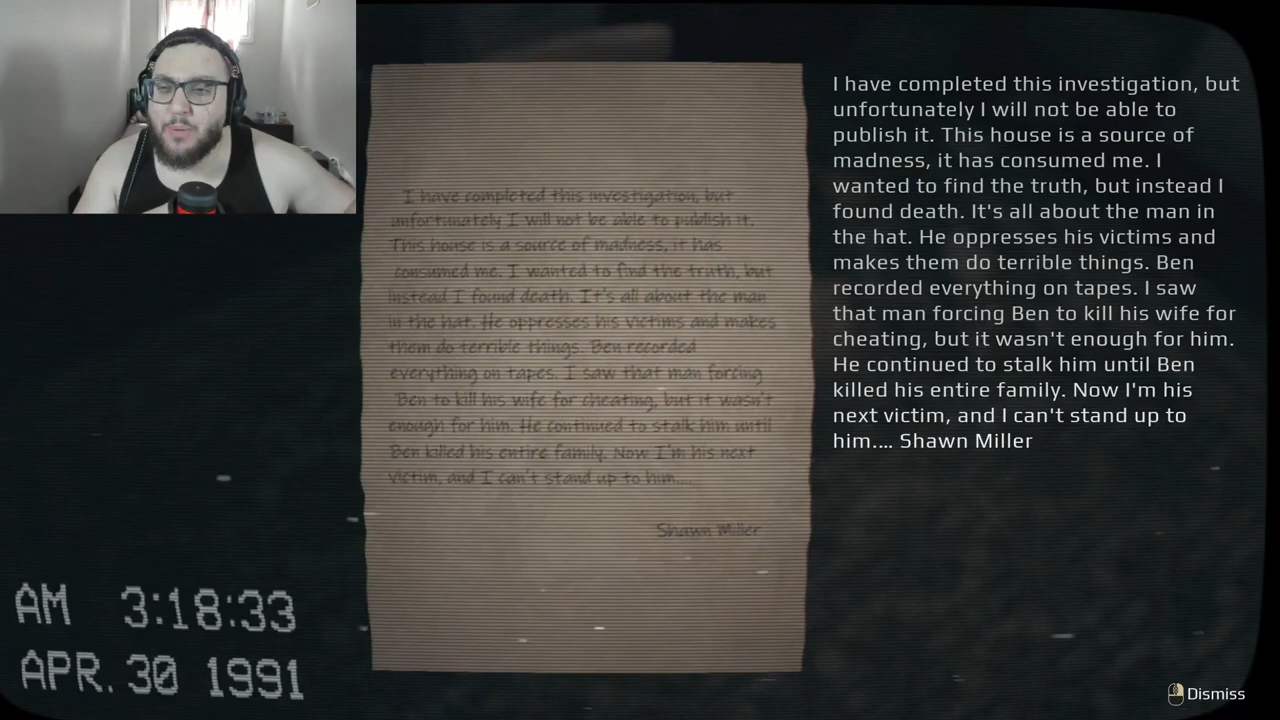 I have completed this investigation, but
unfortunately I will not be able to publish it.
This house is a source of madness, it has
consumed me. I wanted to find the truth, but
instead I found death. It's all about the man
in the hat. He oppresses his victims and makes
them do terrible things. Ben recorded
everything on tapes. I saw that man forcing
Ben to kill his wife for cheating, but it wasn't
enough for him. He continued to stalk him until
Ben killed his entire family. Now I'm his next
victim, and I can't stand up to him....
Shawn Miller
I have completed this investigation, but
unfortunately I will not be able to
publish it. This house is a source of
madness, it has consumed me. I
wanted to find the truth, but instead I
found death. It's all about the man in
the hat. He oppresses his victims and
makes them do terrible things. Ben
recorded everything on tapes. I saw
that man forcing Ben to kill his wife for
cheating, but it wasn't enough for him.
He continued to stalk him until Ben
killed his entire family. Now I'm his
next victim, and I can't stand up to
him.... Shawn Miller
AM 3:18:33
APR. 30 1991
Dismiss